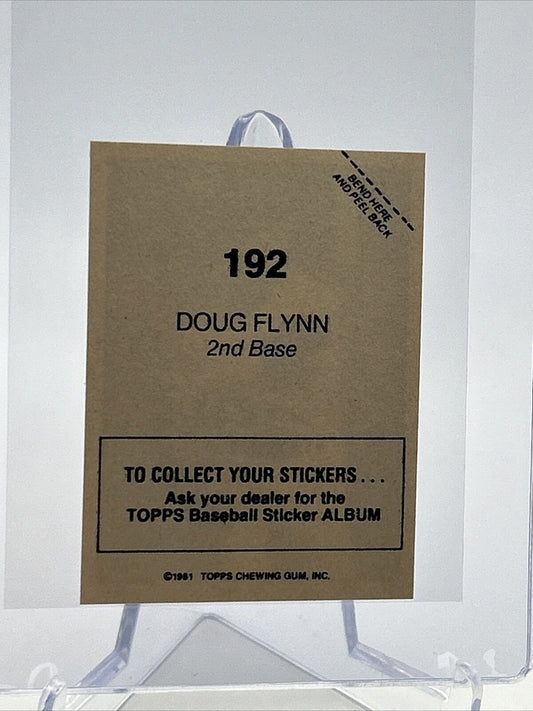 BEND HERE
AND PEEL BACK
192
DOUG FLYNN
2nd Base
TO COLLECT YOUR STICKERS...
Ask your dealer for the
TOPPS Baseball Sticker ALBUM
©1981 TOPPS CHEWING GUM, INC.